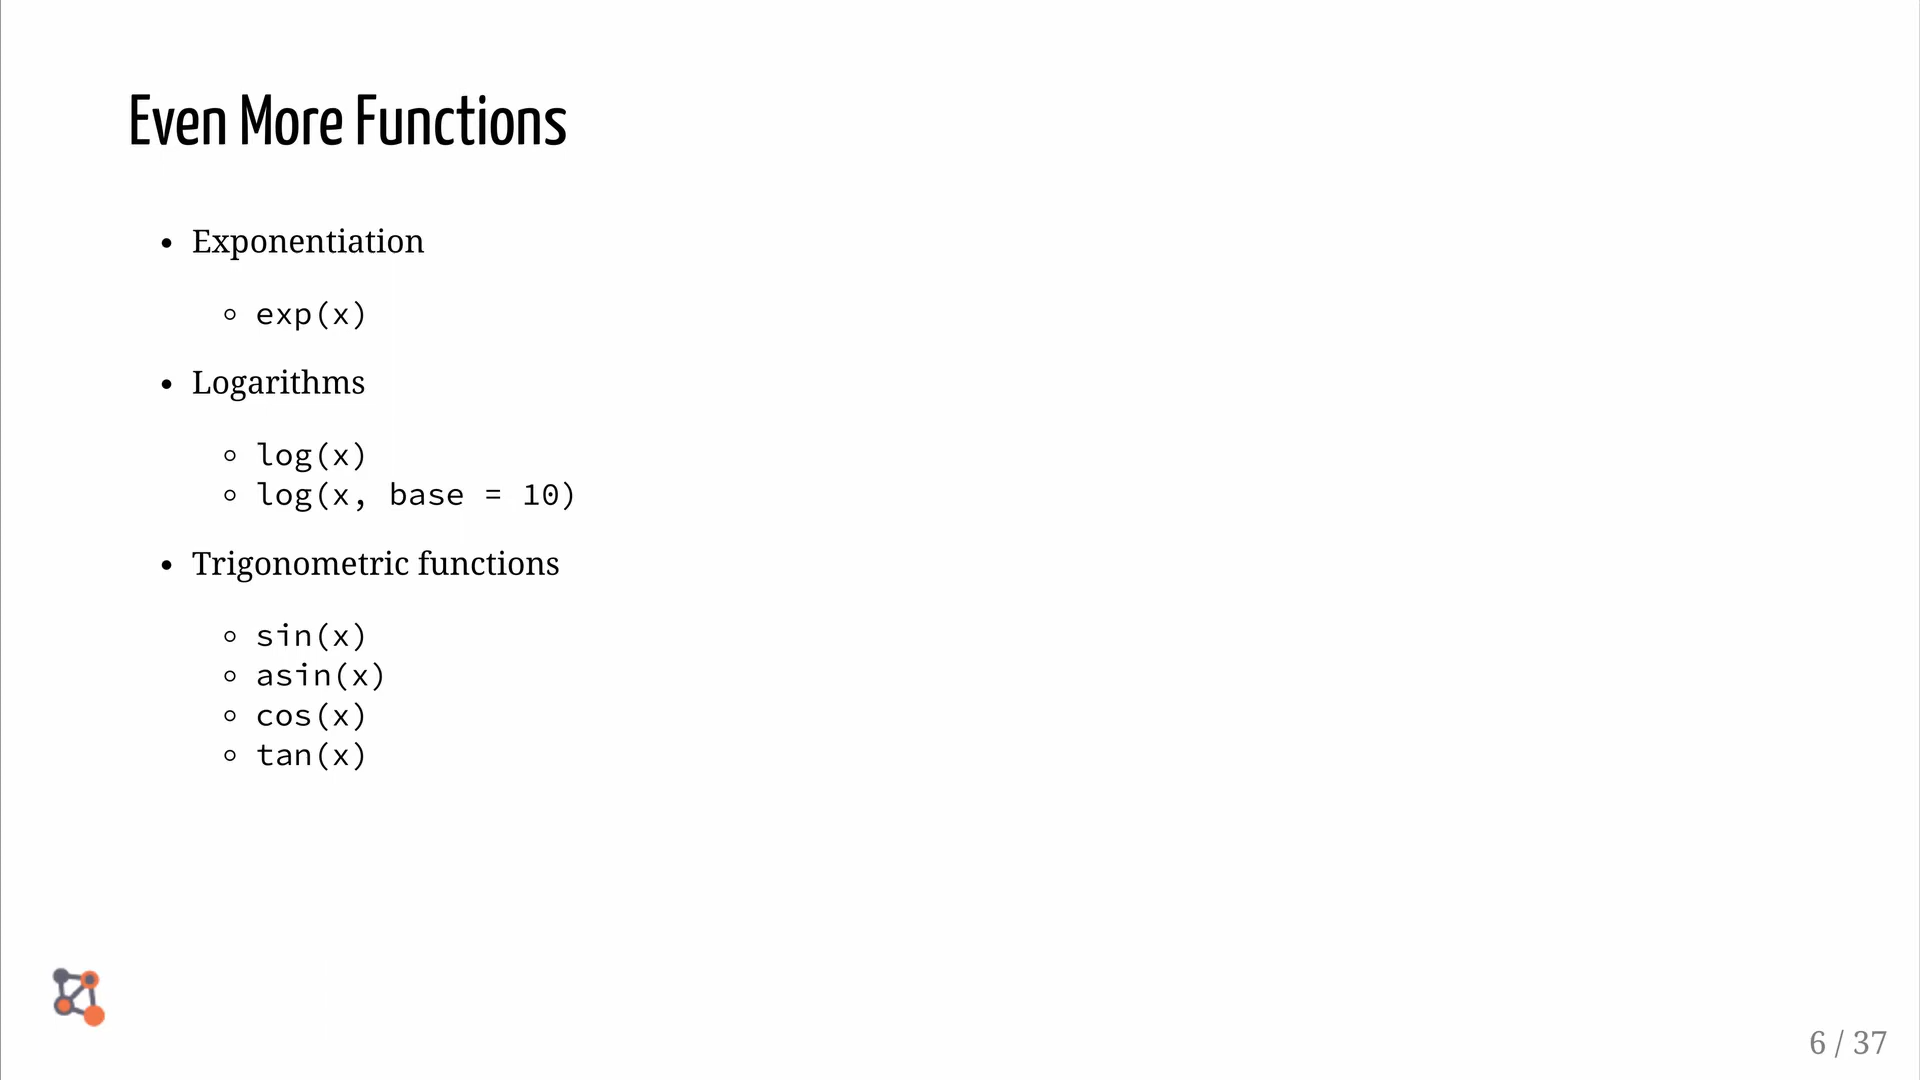 Even More Functions
Exponentiation
exp(x)
Logarithms
log(x)
log(x, base = 10)
Trigonometric functions
sin(x)
asin(x)
cos(x)
tan(x)
6 / 37